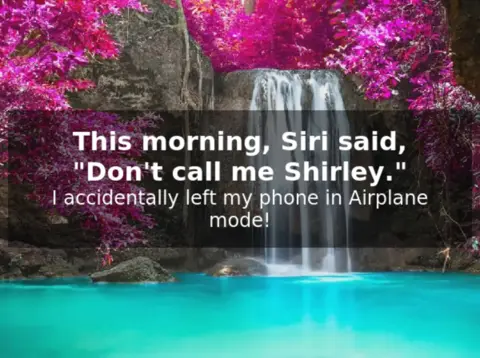 This morning, Siri said,
"Don't call me Shirley."
I accidentally left my phone in Airplane
mode!